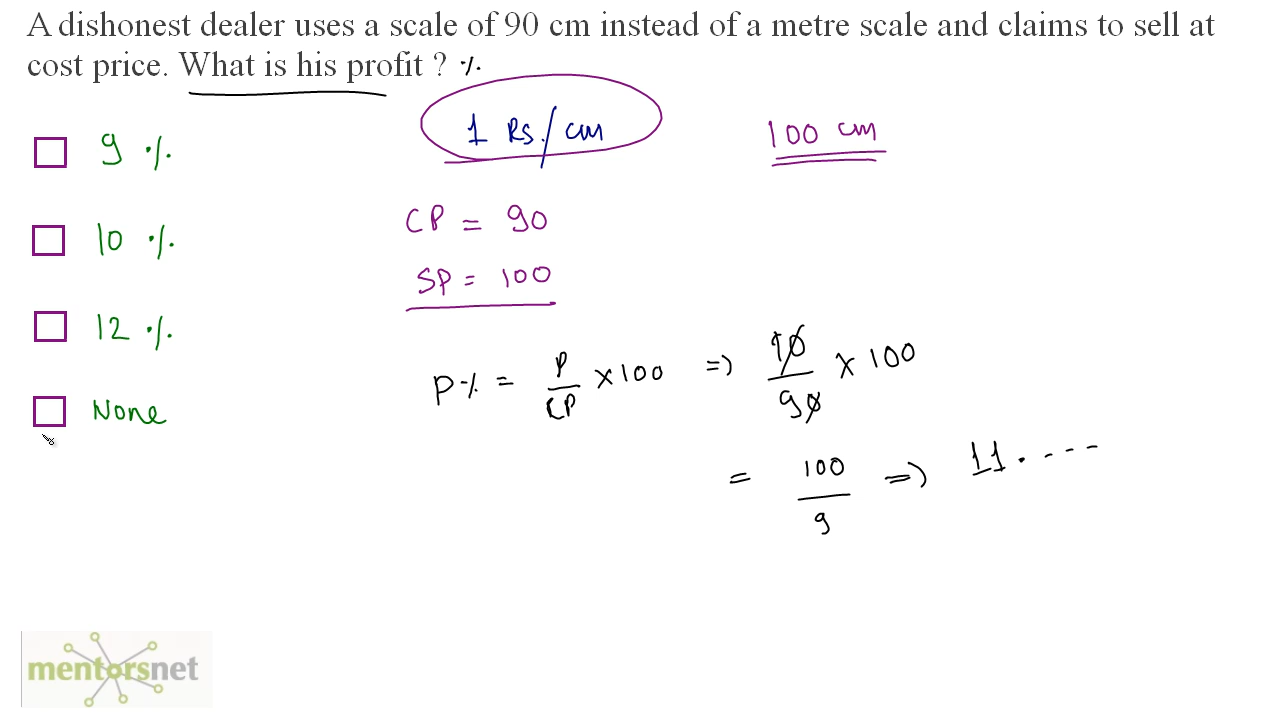 A dishonest dealer uses a scale of 90 cm instead of a metre scale and claims to sell at
cost price. What is his profit ? %
1 Rs./cm
100 cm
9 %
10 %
12 %
None
CP = 90
SP = 100
P% = P/CP × 100 => 10/90 × 100
= 100/9 => 11. - - - -
mentorsnet